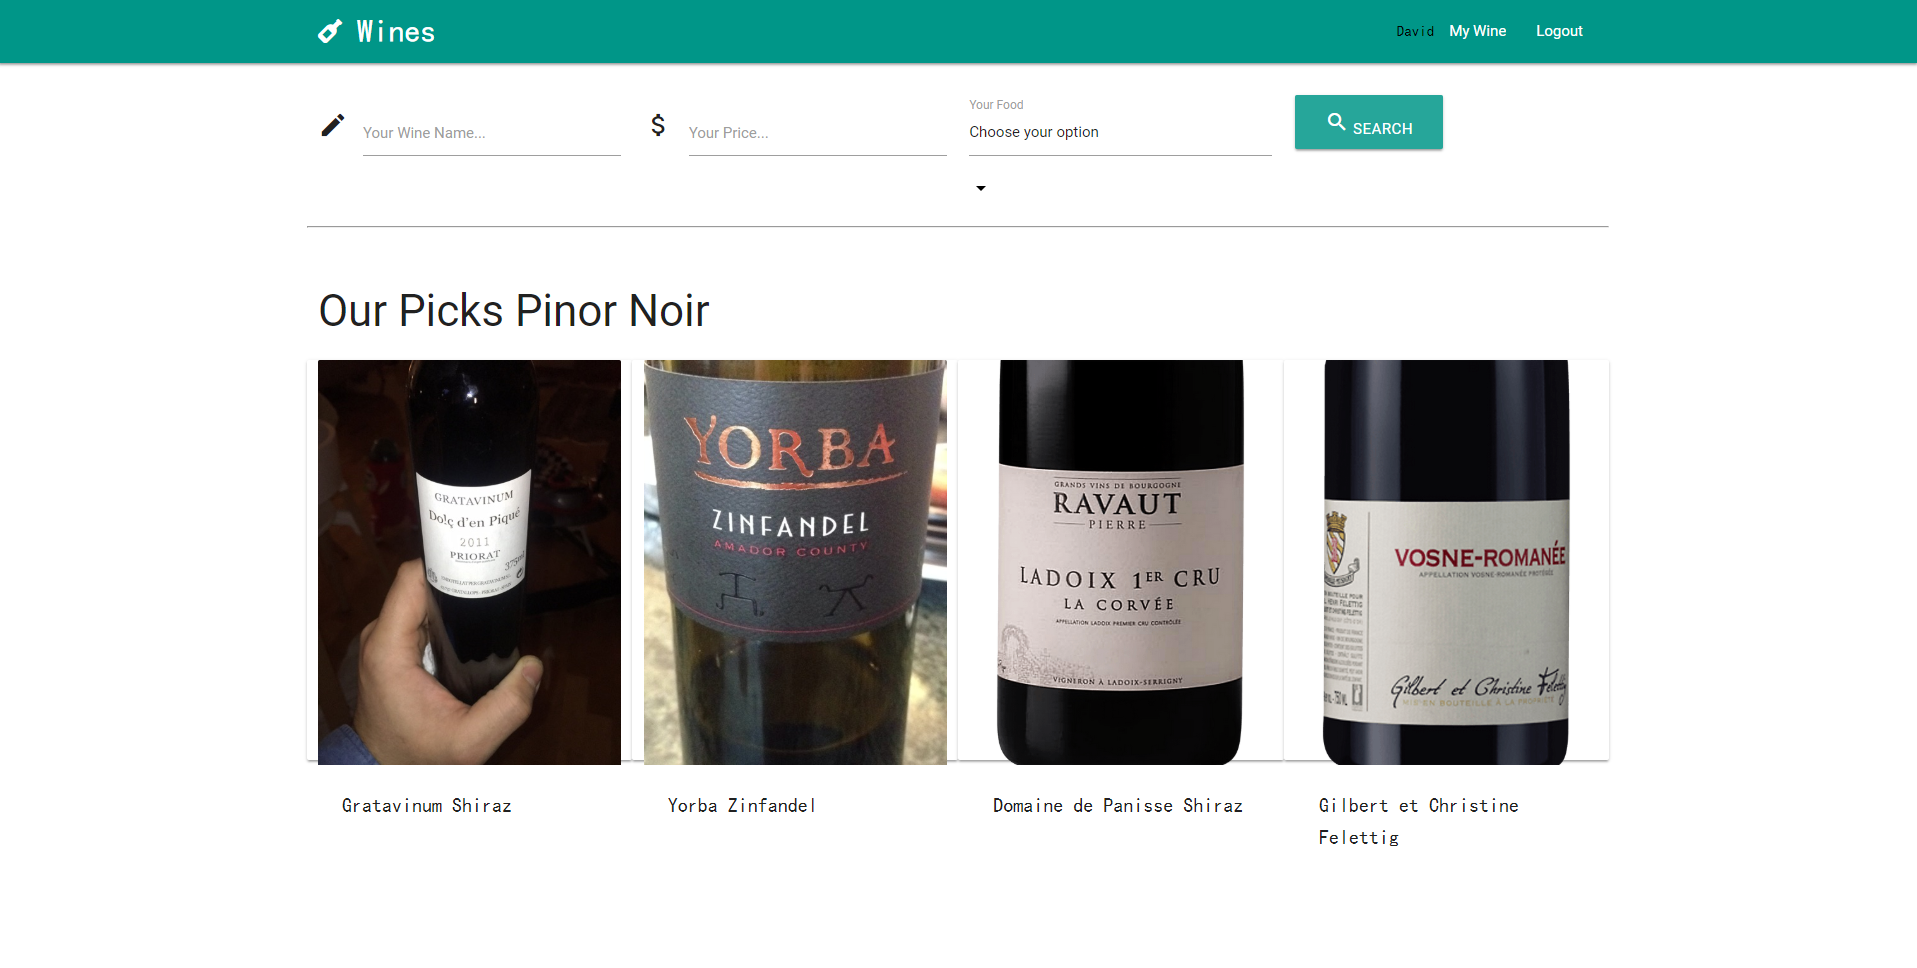 Wines
David My Wine Logout
Your Wine Name...
Your Price...
Your Food
Choose your option
SEARCH
Our Picks Pinor Noir
GRATAVINUM
Dolç d'en Piqué
2011
PRIORAT
375ml
YORBA
ZINFANDEL
AMADOR COUNTY
GRANDS VINS DE BOURGOGNE
RAVAUT
PIERRE
LADOIX 1ER CRU
LA CORVÉE
APPELLATION LADOIX PREMIER CRU CONTRÔLÉE
VIGNERON À LADOIX-SERRIGNY
VOSNE-ROMANÉE
APPELLATION VOSNE-ROMANÉE PROTÉGÉE
Gilbert et Christine Felettig
MIS EN BOUTEILLE A LA PROPRIÉTÉ
750 ML
Gratavinum Shiraz
Yorba Zinfandel
Domaine de Panisse Shiraz
Gilbert et Christine
Felettig